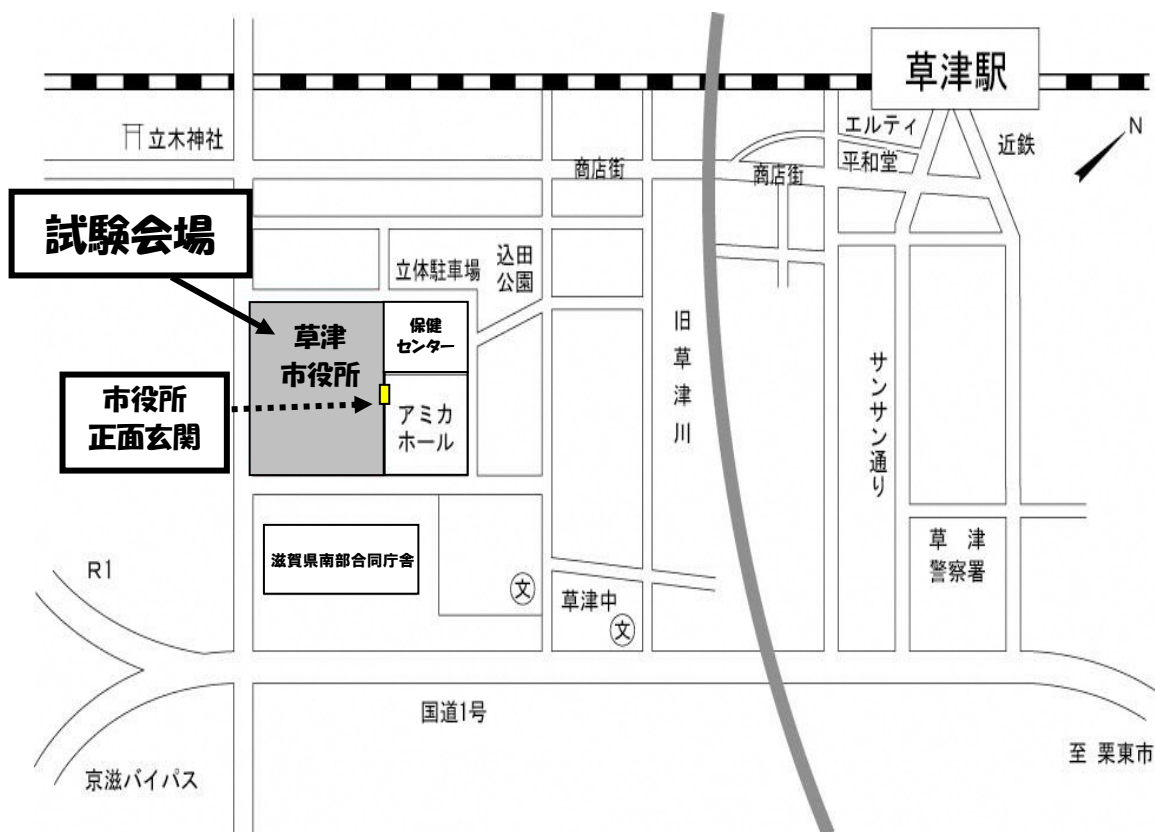 草津駅
N
エルティ
近鉄
立木神社
平和堂
商店街
商店街
試験会場
込田
公園
立体駐車場
草津
市役所
保健
センター
旧草津川
サンサン通り
市役所
正面玄関
アミカ
ホール
滋賀県南部合同庁舎
草津
警察署
R1
文
草津中
文
国道1号
至 栗東市
京滋バイパス